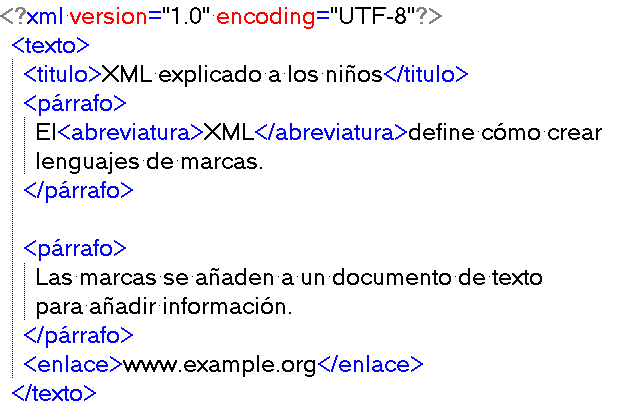 <?xml version="1.0" encoding="UTF-8"?>
<texto>
<titulo>XML explicado a los niños</titulo>
<párrafo>
El<abreviatura>XML</abreviatura>define cómo crear
lenguajes de marcas.
</párrafo>
<párrafo>
Las marcas se añaden a un documento de texto
para añadir información.
</párrafo>
<enlace>www.example.org</enlace>
</texto>